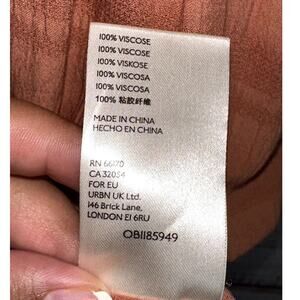 100% VISCOSE
100% VISCOSE
100% VISKOSE
100% VISCOSA
100% VISCOSA
100% 粘胶纤维
MADE IN CHINA
HECHO EN CHINA
RN 66170
CA 32054
FOR EU
URBN UK Ltd.
146 Brick Lane,
LONDON E1 6RU
OB1185949